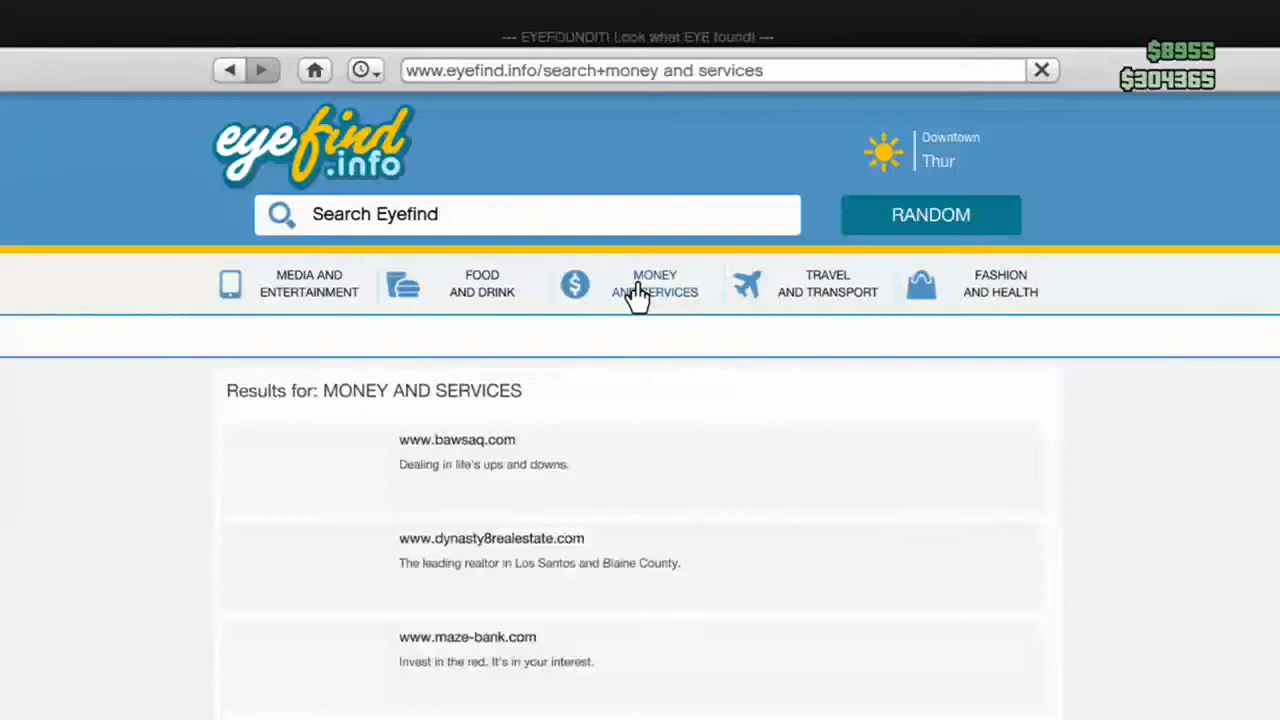 --- EYEFOUNDIT! Look what EYE found! ---
www.eyefind.info/search+money and services
$8955
$304365
eyefind
.info
Downtown
Thur
Search Eyefind
RANDOM
MEDIA AND
ENTERTAINMENT
FOOD
AND DRINK
MONEY
AND SERVICES
TRAVEL
AND TRANSPORT
FASHION
AND HEALTH
Results for: MONEY AND SERVICES
www.bawsaq.com
Dealing in life's ups and downs.
www.dynasty8realestate.com
The leading realtor in Los Santos and Blaine County.
www.maze-bank.com
Invest in the red. It's in your interest.